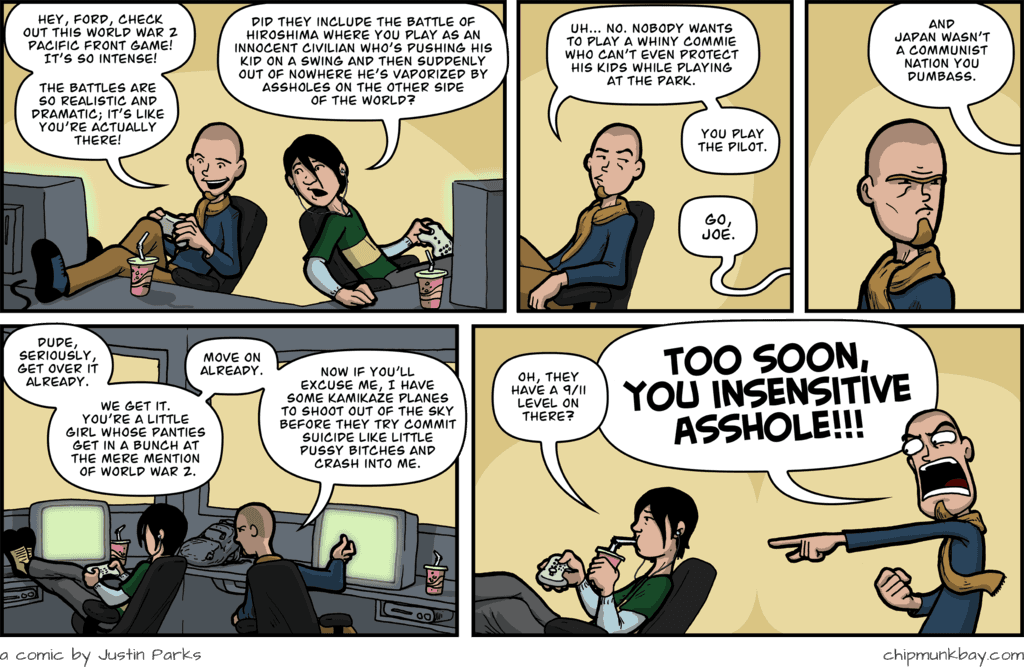 HEY, FORD, CHECK
OUT THIS WORLD WAR 2
PACIFIC FRONT GAME!
IT'S SO INTENSE!
THE BATTLES ARE
SO REALISTIC AND
DRAMATIC; IT'S LIKE
YOU'RE ACTUALLY
THERE!
DID THEY INCLUDE THE BATTLE OF
HIROSHIMA WHERE YOU PLAY AS AN
INNOCENT CIVILIAN WHO'S PUSHING HIS
KID ON A SWING AND THEN SUDDENLY
OUT OF NOWHERE HE'S VAPORIZED BY
ASSHOLES ON THE OTHER SIDE
OF THE WORLD?
UH... NO. NOBODY WANTS
TO PLAY A WHINY COMMIE
WHO CAN'T EVEN PROTECT
HIS KIDS WHILE PLAYING
AT THE PARK.
YOU PLAY
THE PILOT.
GO,
JOE.
AND
JAPAN WASN'T
A COMMUNIST
NATION YOU
DUMBASS.
DUDE,
SERIOUSLY,
GET OVER IT
ALREADY.
WE GET IT.
YOU'RE A LITTLE
GIRL WHOSE PANTIES
GET IN A BUNCH AT
THE MERE MENTION
OF WORLD WAR 2.
MOVE ON
ALREADY.
NOW IF YOU'LL
EXCUSE ME, I HAVE
SOME KAMIKAZE PLANES
TO SHOOT OUT OF THE SKY
BEFORE THEY TRY COMMIT
SUICIDE LIKE LITTLE
PUSSY BITCHES AND
CRASH INTO ME.
OH, THEY
HAVE A 9/11
LEVEL ON
THERE?
TOO SOON,
YOU INSENSITIVE
ASSHOLE!!!
a comic by Justin Parks
chipmunkbay.com